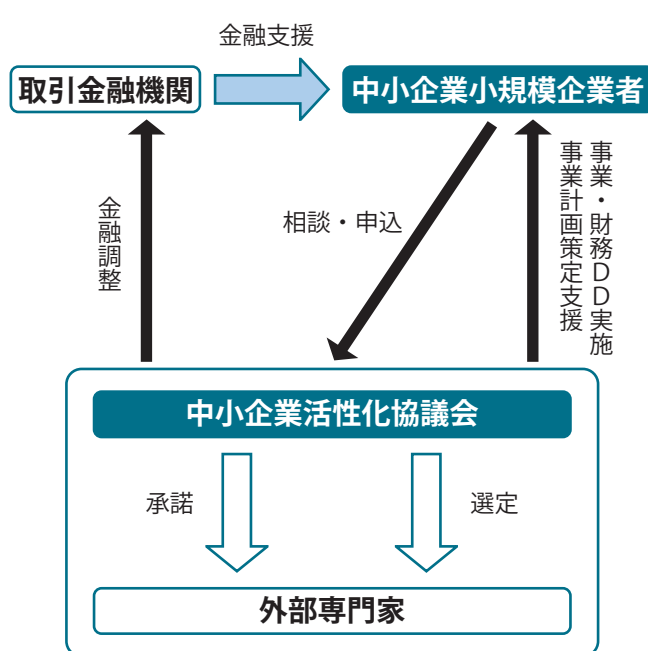 金融支援
取引金融機関
中小企業小規模企業者
金融調整
相談・申込
事業・財務ＤＤ実施
事業計画策定支援
中小企業活性化協議会
承諾
選定
外部専門家